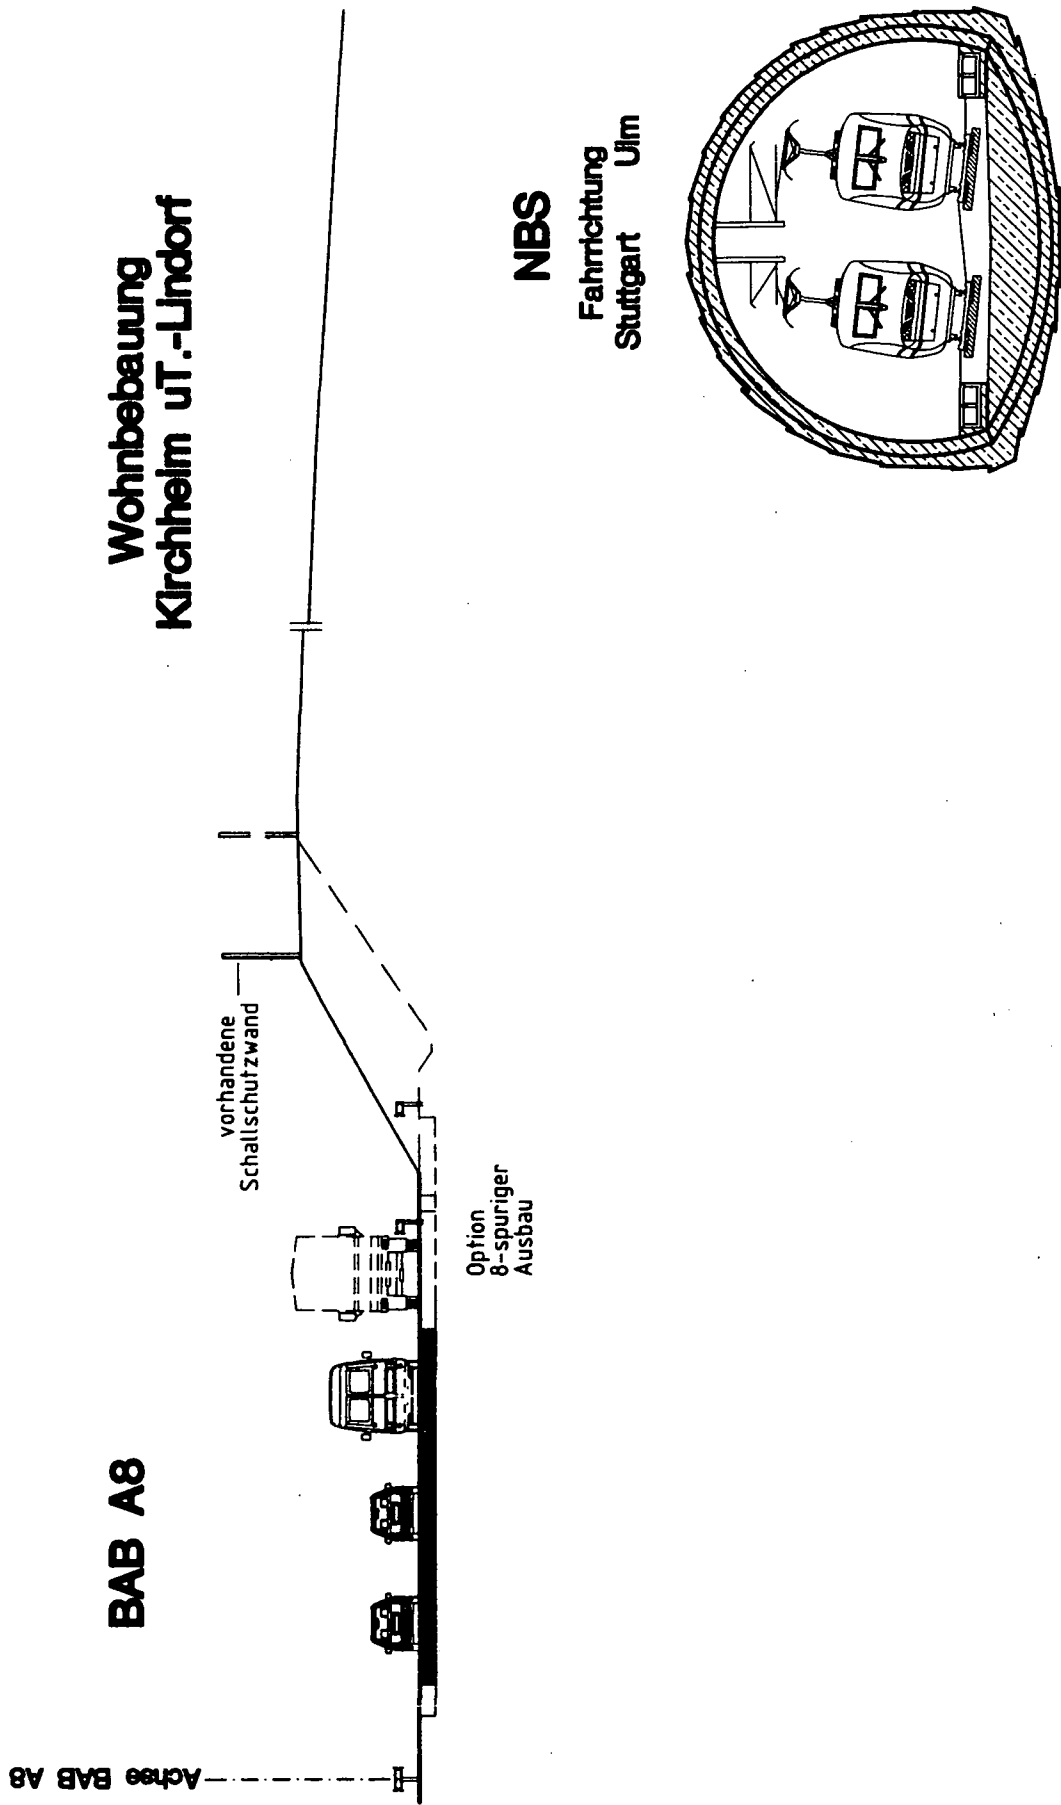 BAB A8
Wohnbebauung
Kirchheim uT.-Lindorf
Achse BAB A8
vorhandene
Schallschutzwand
Option
8-spuriger
Ausbau
NBS
Fahrrichtung
Stuttgart Ulm